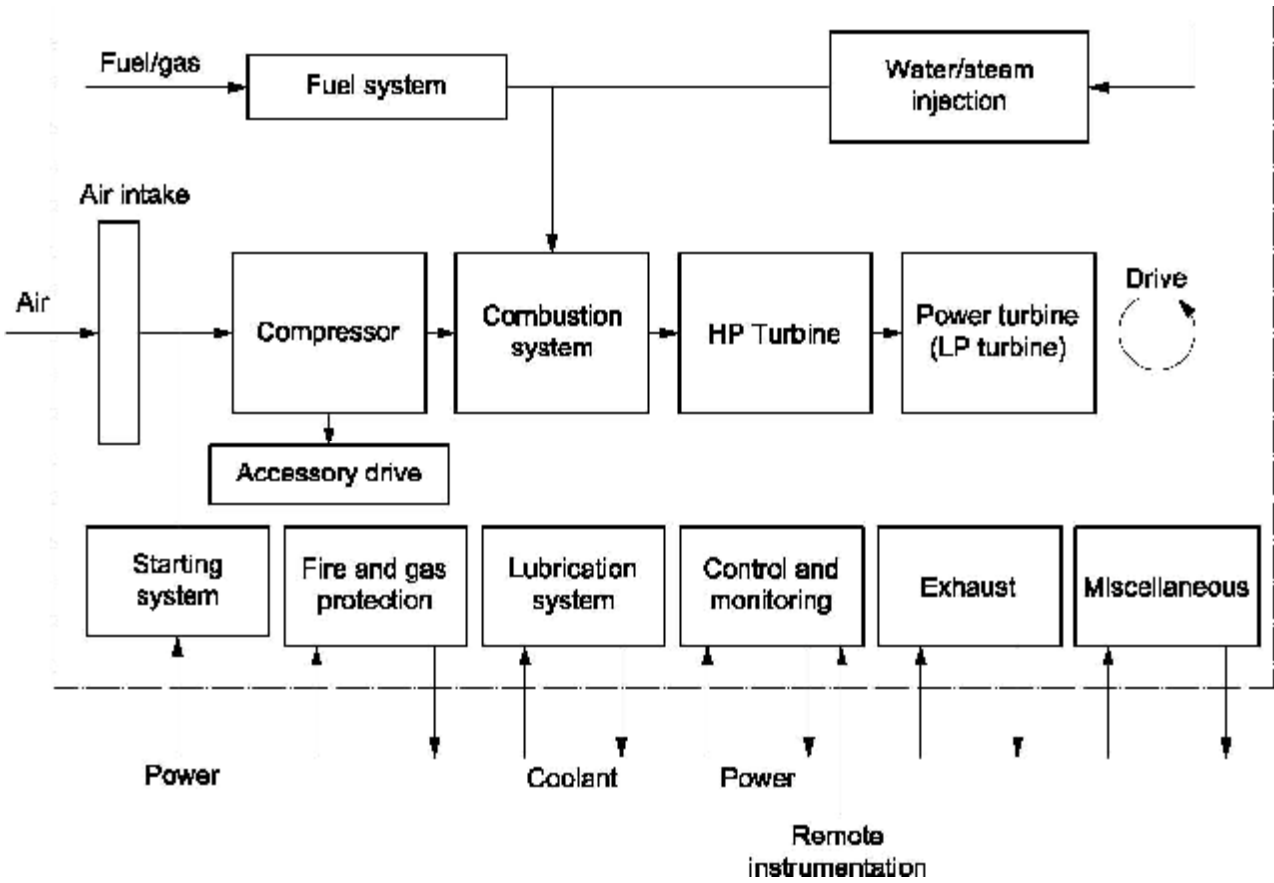 Fuel/gas
Fuel system
Water/steam
injection
Air intake
Air
Compressor
Combustion
system
HP Turbine
Power turbine
(LP turbine)
Drive
Accessory drive
Starting
system
Fire and gas
protection
Lubrication
system
Control and
monitoring
Exhaust
Miscellaneous
Power
Coolant
Power
Remote
instrumentation